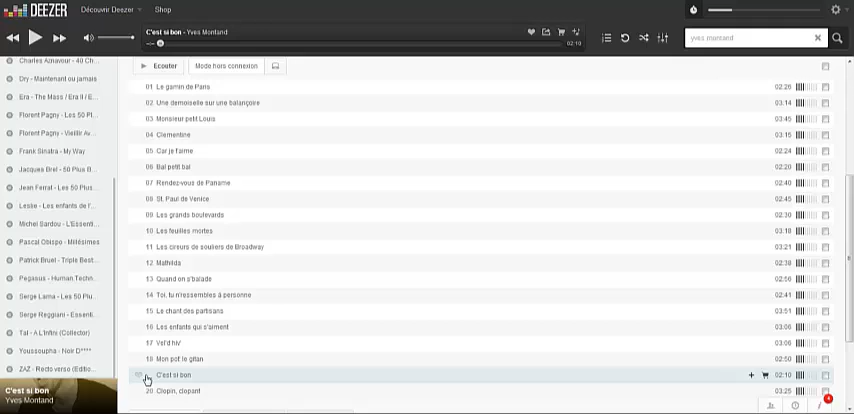 DEEZER
Découvrir Deezer
Shop
C'est si bon - Yves Montand
02:10
yves montand
Charles Aznavour - 40 Ch...
Dry - Maintenant ou jamais
Era - The Mass / Era II / E...
Florent Pagny - Les 50 Pl...
Florent Pagny - Vieillir Av...
Frank Sinatra - My Way
Jacques Brel - 50 Plus B...
Jean Ferrat - Les 50 Plus...
Leslie - Les enfants de l'...
Michel Sardou - L'Essenti...
Pascal Obispo - Millésimes
Patrick Bruel - Triple Best...
Pegasus - Human.Techn...
Serge Lama - Les 50 Plu...
Serge Reggiani - Essenti...
Tal - A L'Infini (Collector)
Youssoupha - Noir D****
ZAZ - Recto verso (Editio...
C'est si bon
Yves Montand
Ecouter
Mode hors connexion
01 Le gamin de Paris 02:26
02 Une demoiselle sur une balançoire 03:14
03 Monsieur petit Louis 03:45
04 Clementine 03:15
05 Car je t'aime 02:24
06 Bal petit bal 02:20
07 Rendez-vous de Paname 02:40
08 St. Paul de Vence 02:45
09 Les grands boulevards 02:30
10 Les feuilles mortes 03:18
11 Les cireurs de souliers de Broadway 03:21
12 Mathilda 02:38
13 Quand on s'balade 02:56
14 Toi, tu n'ressembles à personne 02:41
15 Le chant des partisans 03:51
16 Les enfants qui s'aiment 03:06
17 Vel'd hiv' 03:06
18 Mon pot' le gitan 02:50
C'est si bon + 02:10
20 Clopin, clopant 03:25
4